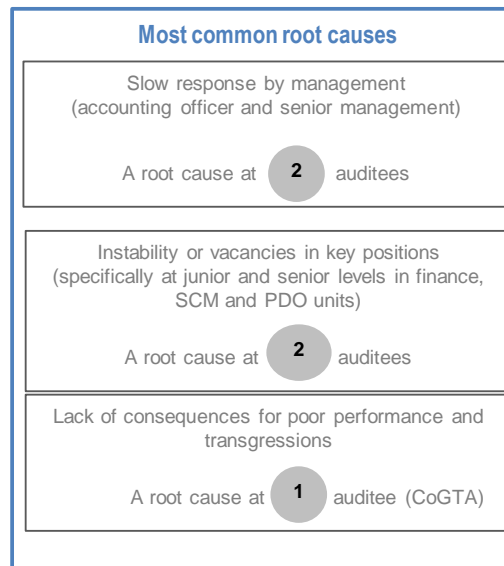 Most common root causes
Slow response by management
(accounting officer and senior management)
A root cause at 2 auditees
Instability or vacancies in key positions
(specifically at junior and senior levels in finance,
SCM and PDO units)
A root cause at 2 auditees
Lack of consequences for poor performance and
transgressions
A root cause at 1 auditee (CoGTA)